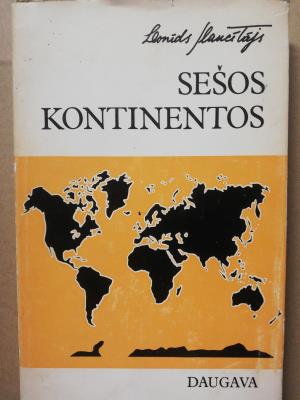 Leonīds Slaucītājs
SEŠOS
KONTINENTOS
DAUGAVA